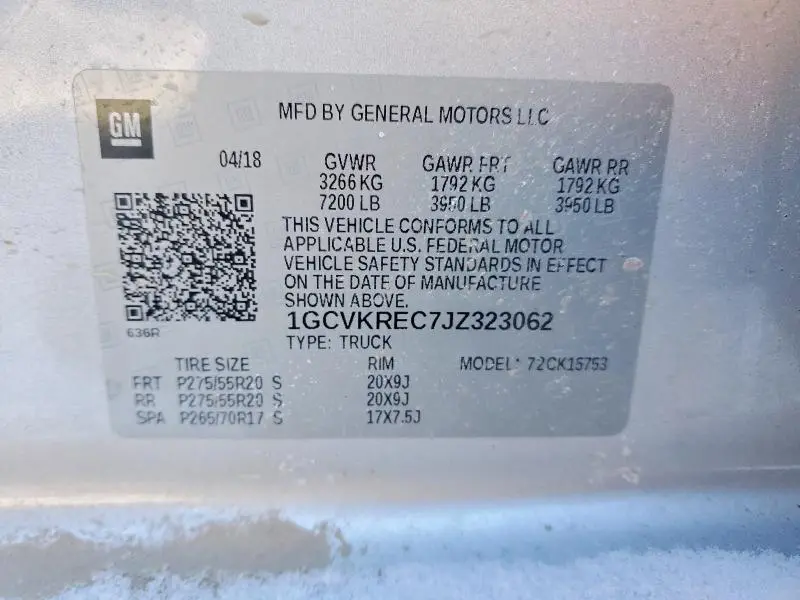 GM
MFD BY GENERAL MOTORS LLC
04/18 GVWR GAWR FRT GAWR RR
3266 KG 1792 KG 1792 KG
7200 LB 3950 LB 3950 LB
THIS VEHICLE CONFORMS TO ALL
APPLICABLE U.S. FEDERAL MOTOR
VEHICLE SAFETY STANDARDS IN EFFECT
ON THE DATE OF MANUFACTURE
SHOWN ABOVE.
636R
1GCVKREC7JZ323062
TYPE: TRUCK
TIRE SIZE RIM MODEL: 72CK15753
FRT P275/55R20 S 20X9J
RR P275/55R20 S 20X9J
SPA P265/70R17 S 17X7.5J